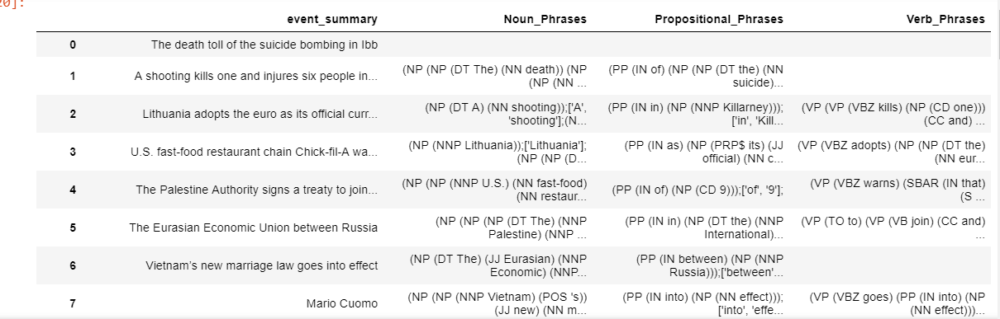 20]:
event_summary Noun_Phrases Propositional_Phrases Verb_Phrases
0 The death toll of the suicide bombing in Ibb
1 A shooting kills one and injures six people in... (NP (NP (DT The) (NN death)) (NP (NP (NN ... (PP (IN of) (NP (NP (DT the) (NN suicide)...
2 Lithuania adopts the euro as its official curr... (NP (DT A) (NN shooting));['A', 'shooting'];(N... (PP (IN in) (NP (NNP Killarney))); ['in', 'Kill... (VP (VP (VBZ kills) (NP (CD one))) (CC and) ...
3 U.S. fast-food restaurant chain Chick-fil-A wa... (NP (NNP Lithuania));['Lithuania']; (NP (NP (D... (PP (IN as) (NP (PRP$ its) (JJ official) (NN c... (VP (VBZ adopts) (NP (NP (DT the) (NN eur...
4 The Palestine Authority signs a treaty to join... (NP (NP (NNP U.S.) (NN fast-food) (NN restaur... (PP (IN of) (NP (CD 9)));['of', '9']; (VP (VBZ warns) (SBAR (IN that) (S ...
5 The Eurasian Economic Union between Russia (NP (NP (NP (DT The) (NNP Palestine) (NNP ... (PP (IN in) (NP (DT the) (NNP International)... (VP (TO to) (VP (VB join) (CC and) ...
6 Vietnam's new marriage law goes into effect (NP (DT The) (JJ Eurasian) (NNP Economic) (NNP... (PP (IN between) (NP (NNP Russia)));['between'...
7 Mario Cuomo (NP (NP (NNP Vietnam) (POS 's)) (JJ new) (NN m... (PP (IN into) (NP (NN effect))); ['into', 'effe... (VP (VBZ goes) (PP (IN into) (NP (NN effect)))...